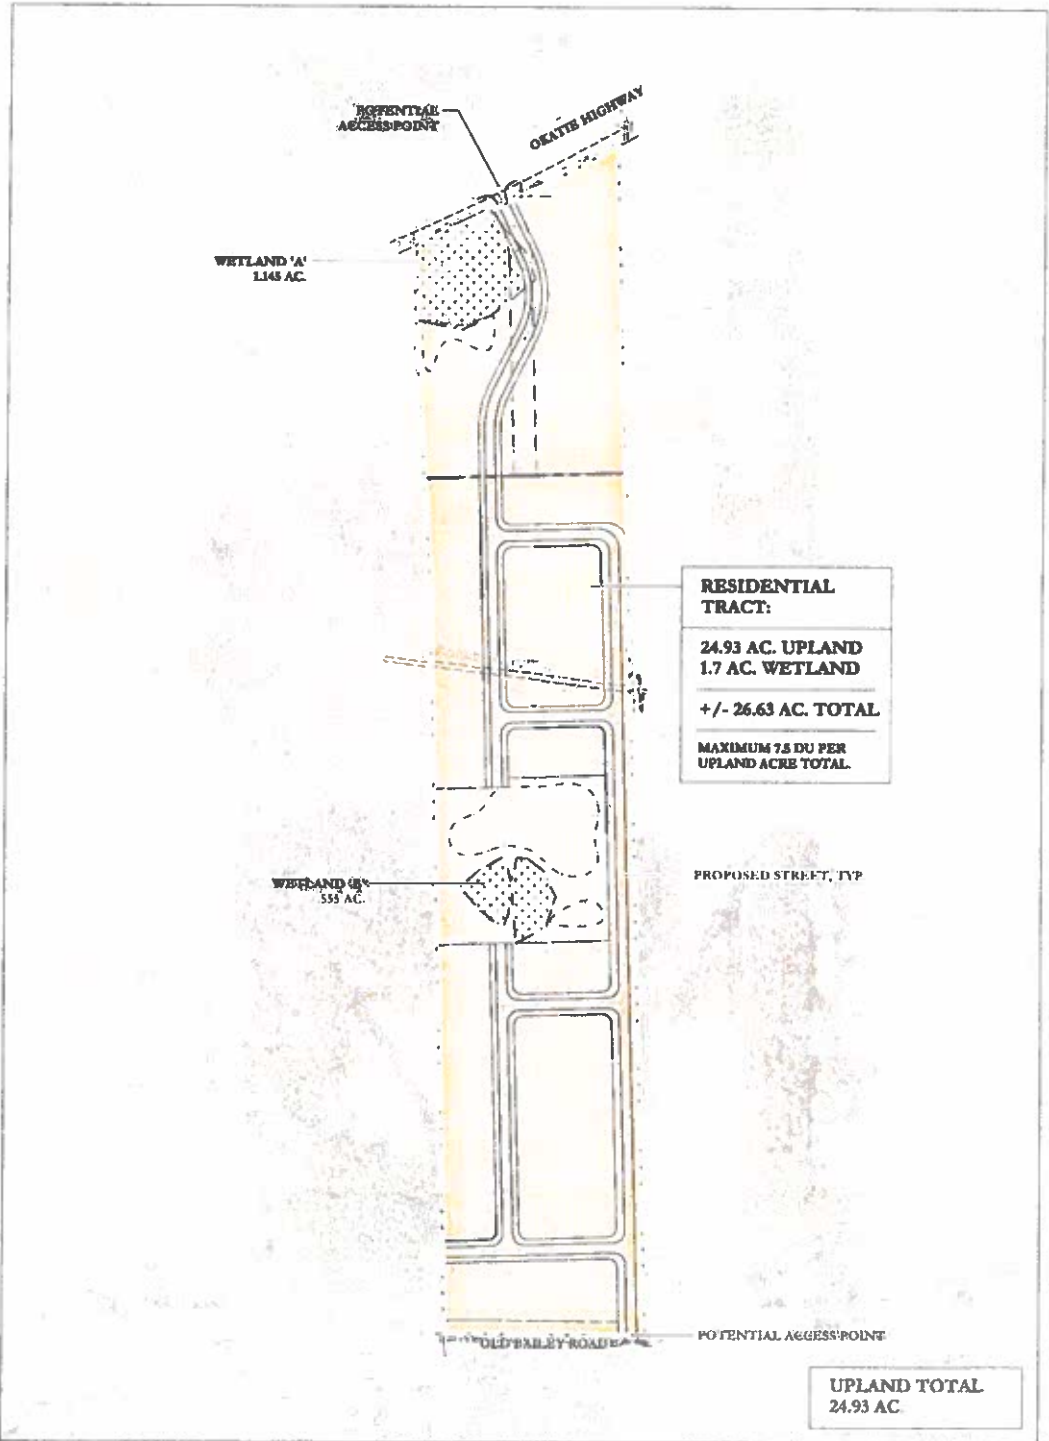 POTENTIAL
ACCESS POINT
OKATIE HIGHWAY
WETLAND 'A'
1.145 AC.
RESIDENTIAL
TRACT:
24.93 AC. UPLAND
1.7 AC. WETLAND
+/- 26.63 AC. TOTAL
MAXIMUM 7.5 DU PER
UPLAND ACRE TOTAL.
PROPOSED STREET, TYP
WETLAND 'B'
.555 AC.
OLD BAILEY ROAD
POTENTIAL ACCESS POINT
UPLAND TOTAL
24.93 AC